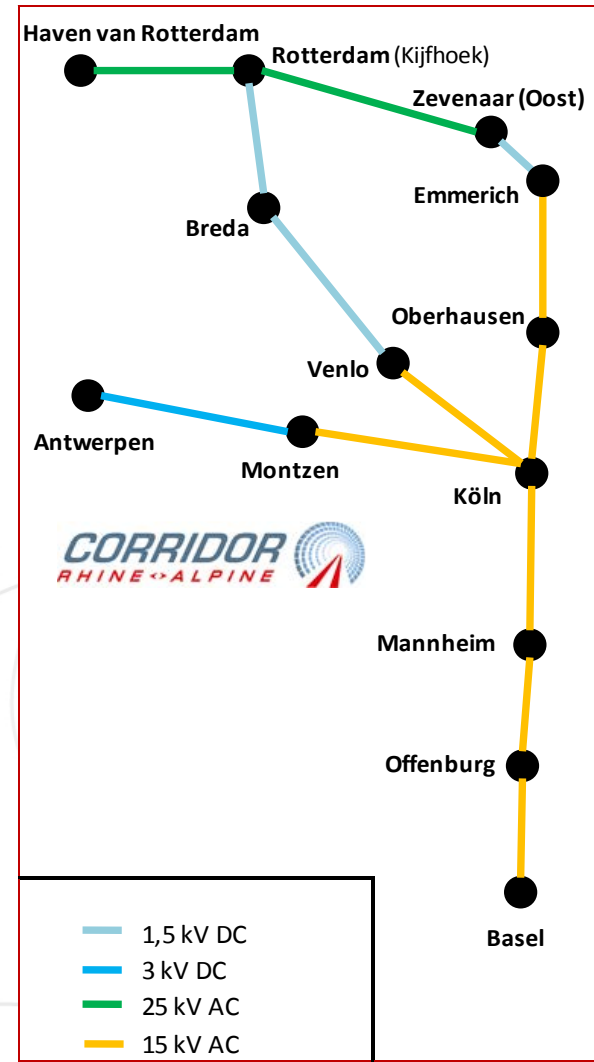 Haven van Rotterdam
Rotterdam (Kijfhoek)
Zevenaar (Oost)
Emmerich
Breda
Oberhausen
Venlo
Antwerpen
Montzen
Köln
CORRIDOR
RHINE<>ALPINE
Mannheim
Offenburg
Basel
1,5 kV DC
3 kV DC
25 kV AC
15 kV AC